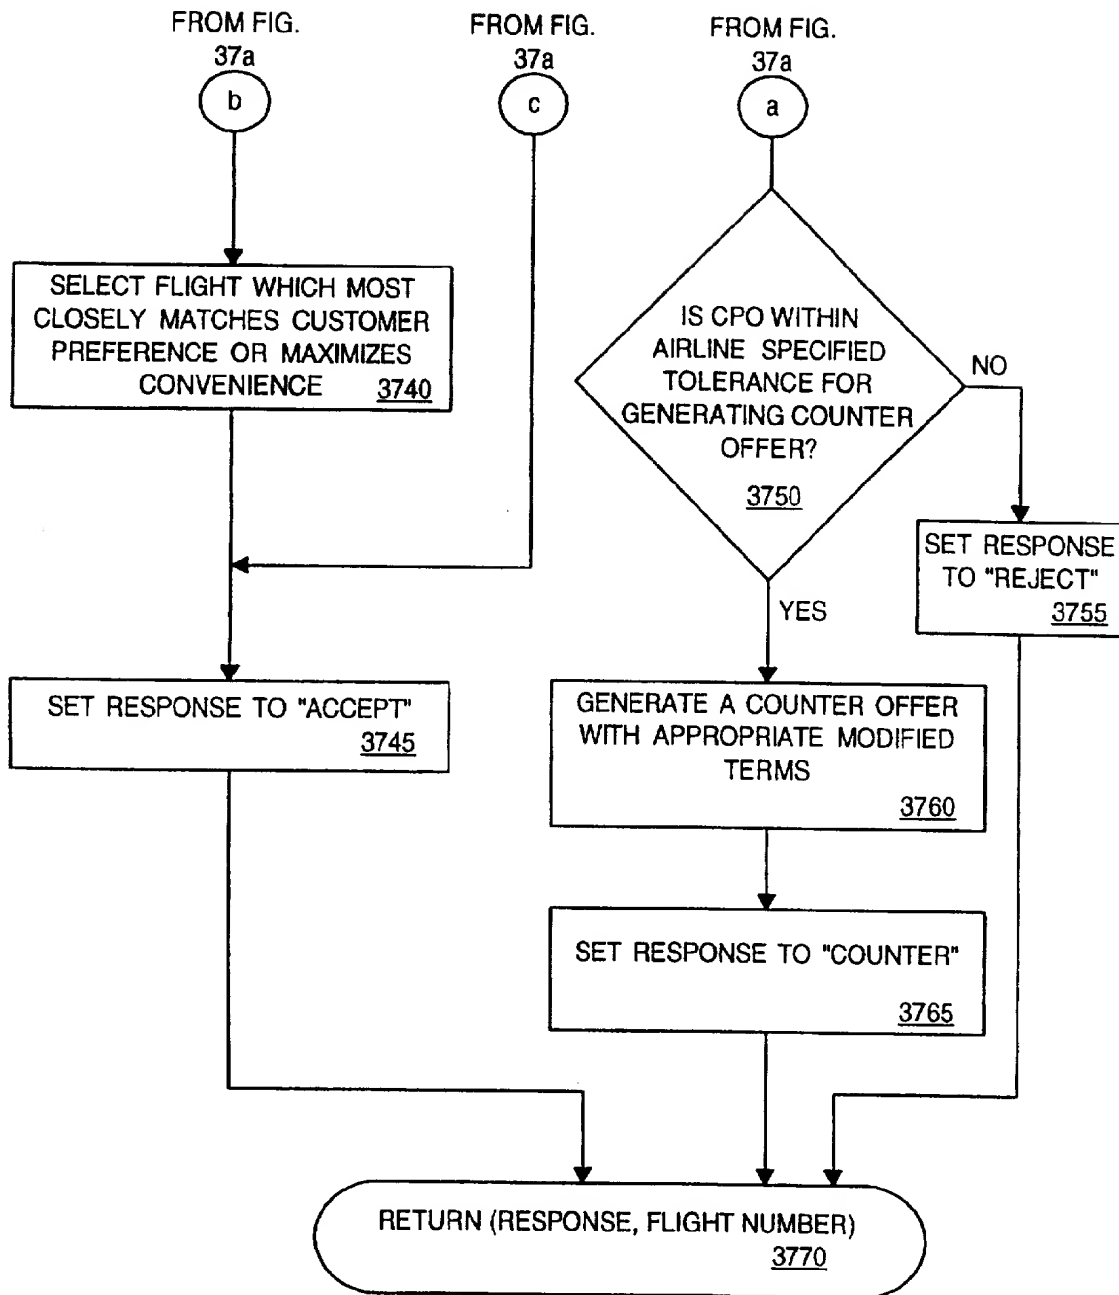 FROM FIG.
37a
b
FROM FIG.
37a
c
FROM FIG.
37a
a
SELECT FLIGHT WHICH MOST
CLOSELY MATCHES CUSTOMER
PREFERENCE OR MAXIMIZES
CONVENIENCE 3740
IS CPO WITHIN
AIRLINE SPECIFIED
TOLERANCE FOR
GENERATING COUNTER
OFFER?
3750
NO
YES
SET RESPONSE
TO "REJECT"
3755
SET RESPONSE TO "ACCEPT"
3745
GENERATE A COUNTER OFFER
WITH APPROPRIATE MODIFIED
TERMS
3760
SET RESPONSE TO "COUNTER"
3765
RETURN (RESPONSE, FLIGHT NUMBER)
3770